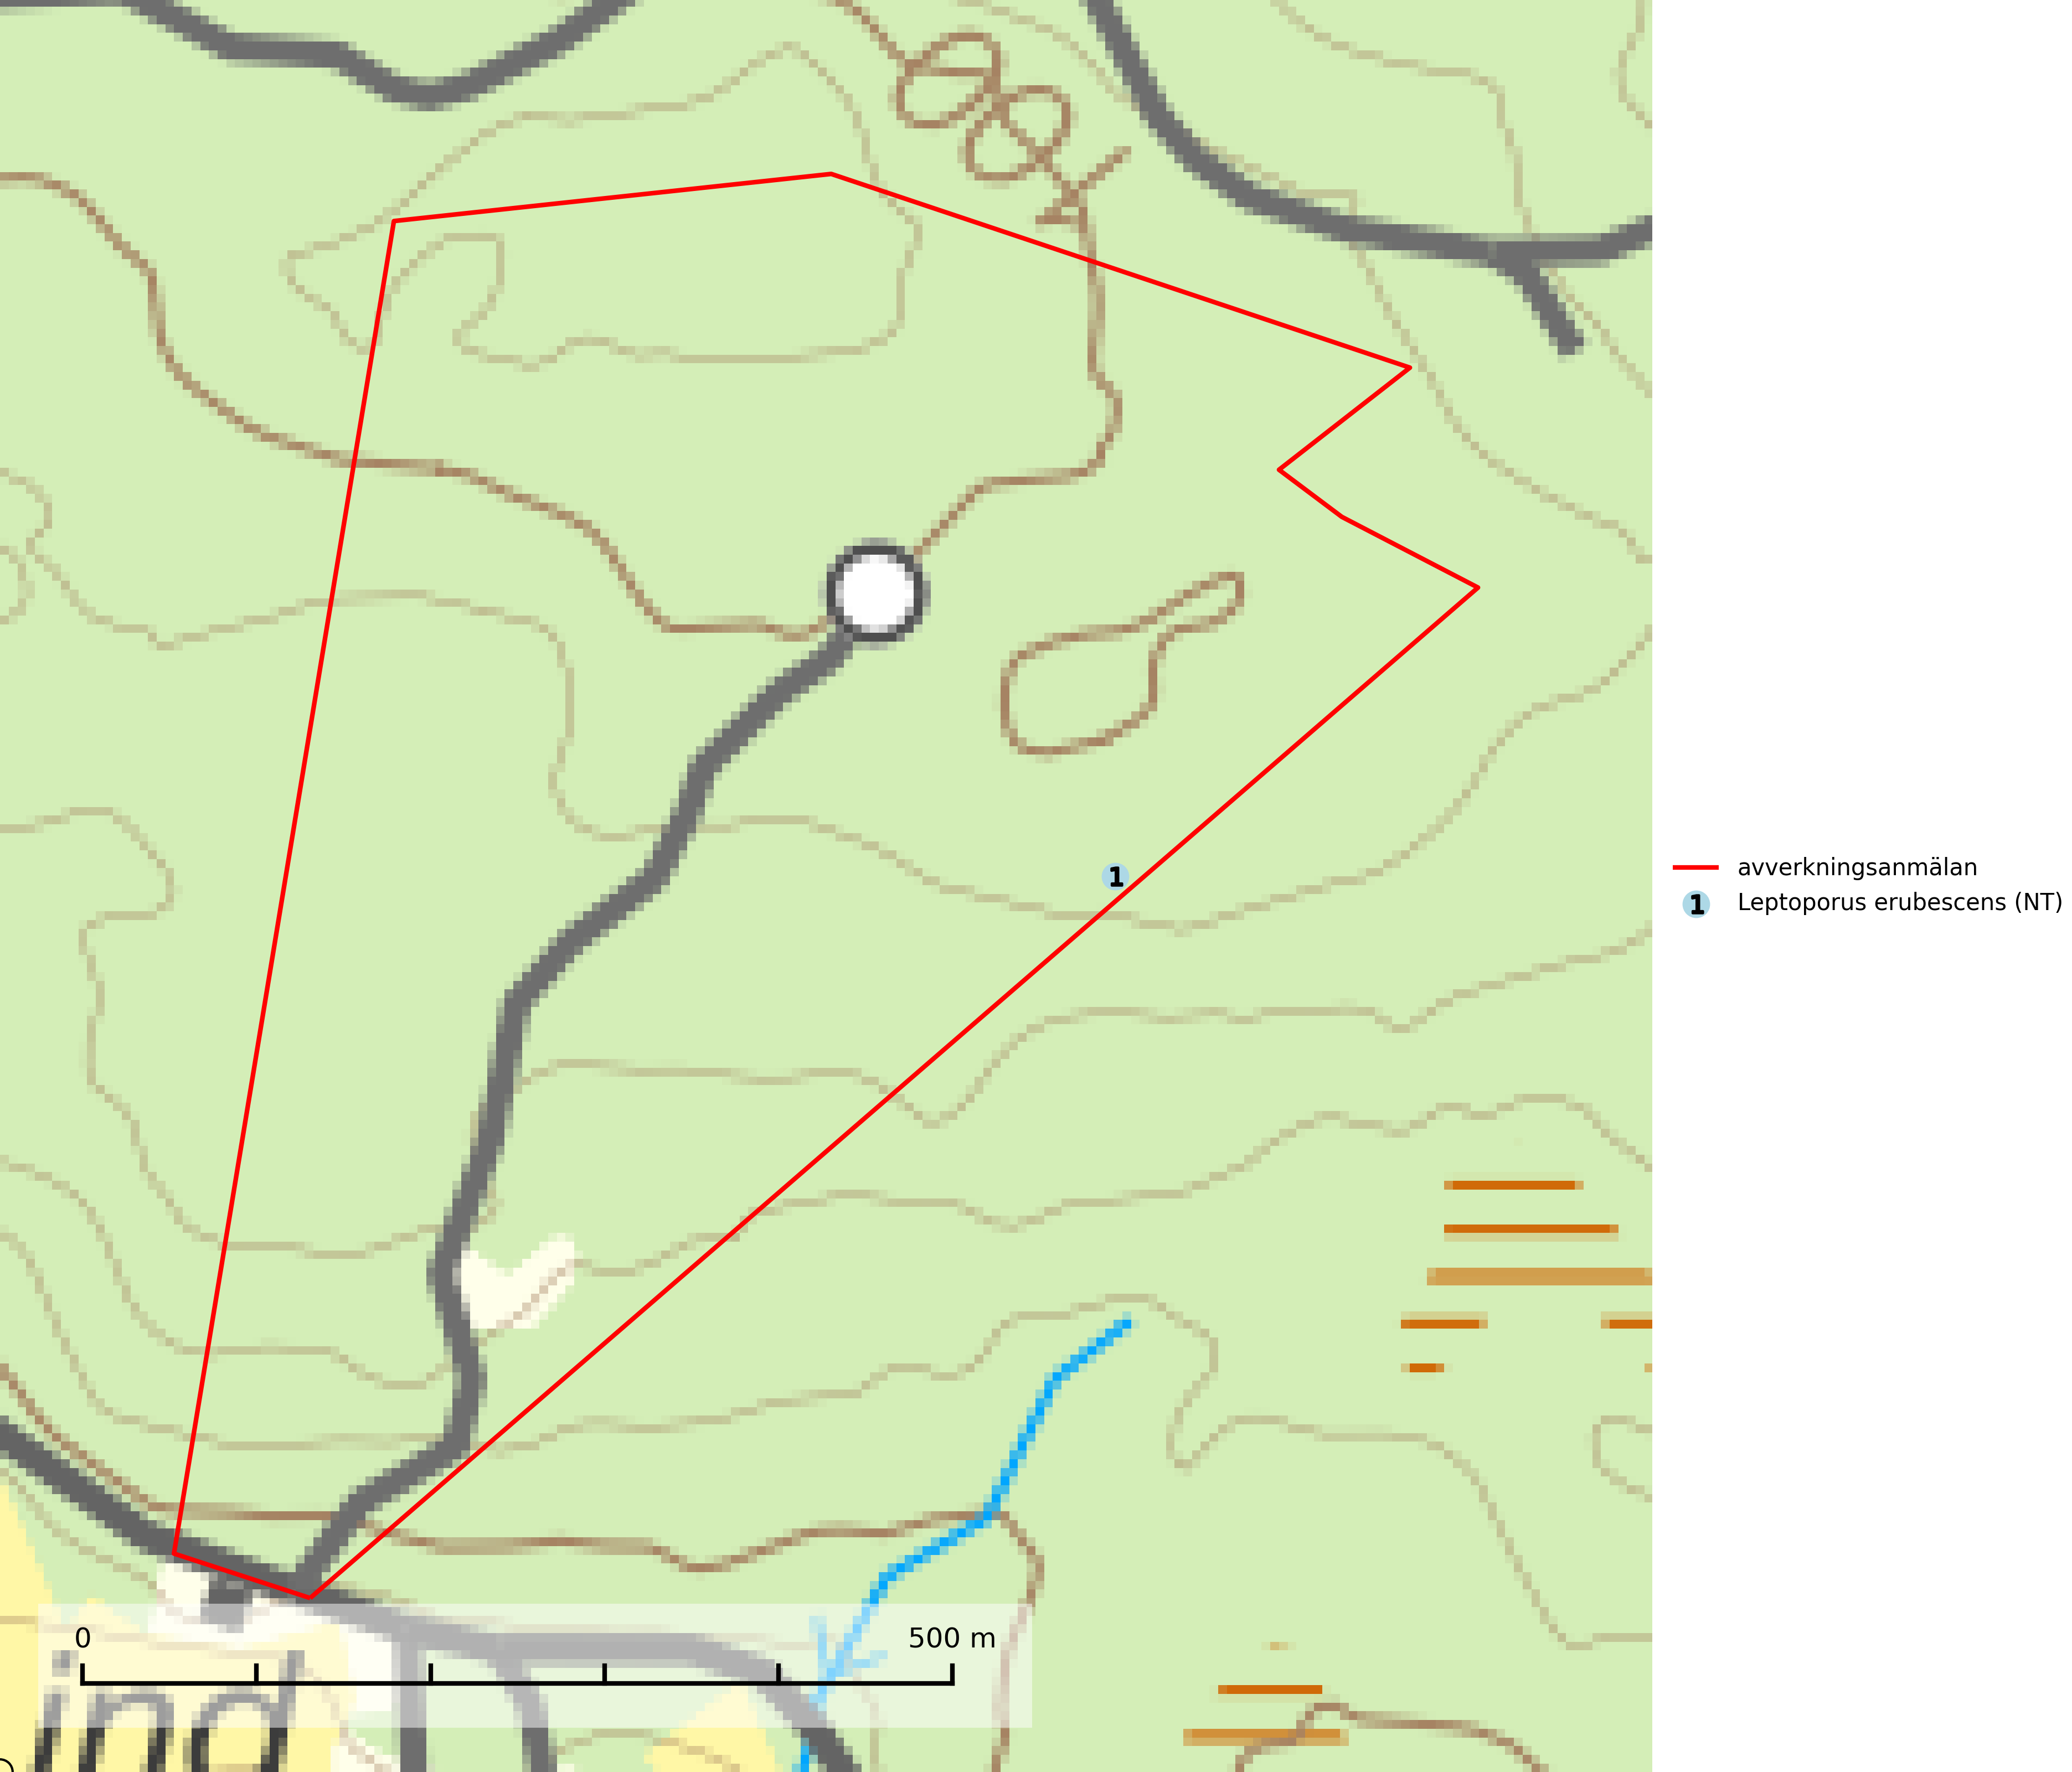 avverkningsanmälan
1 Leptoporus erubescens (NT)
1
0 500 m
ind